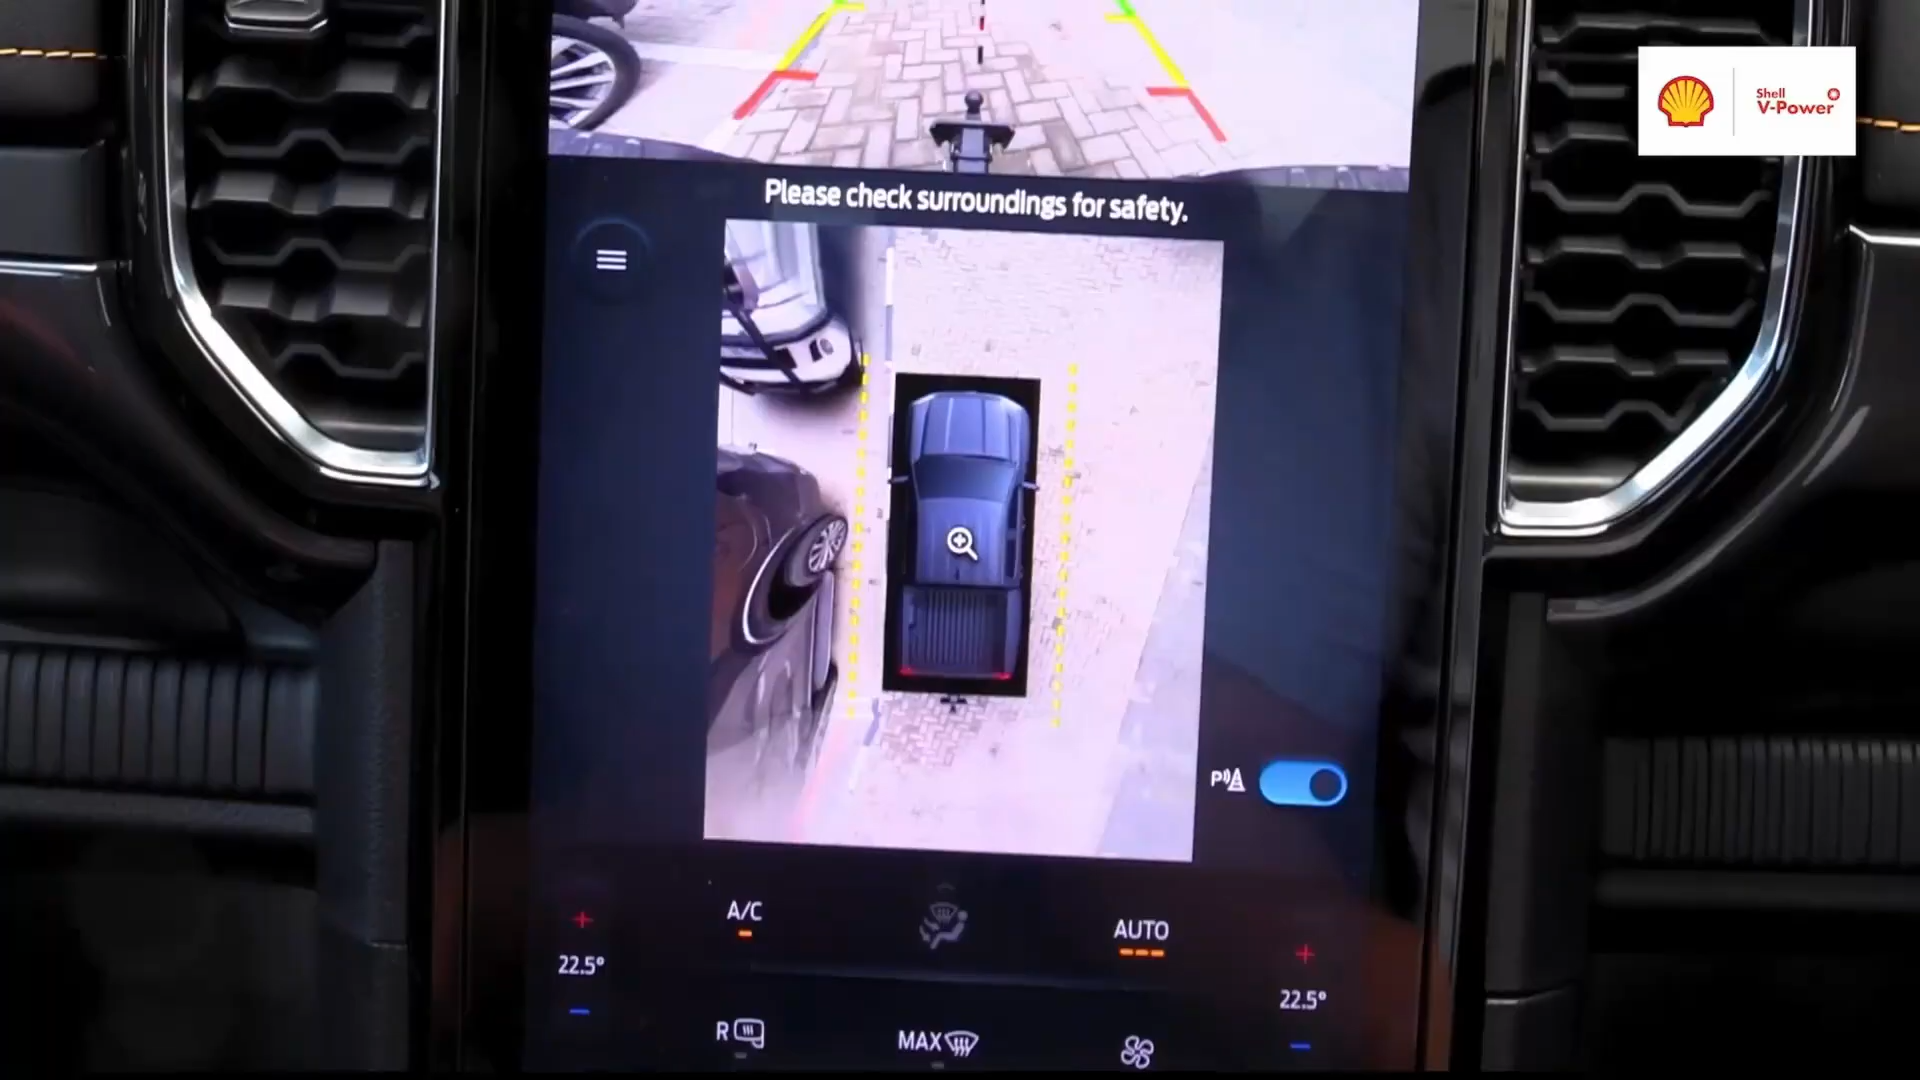 Shell
V-Power
Please check surroundings for safety.
P
A/C
AUTO
22.5°
22.5°
R
MAX